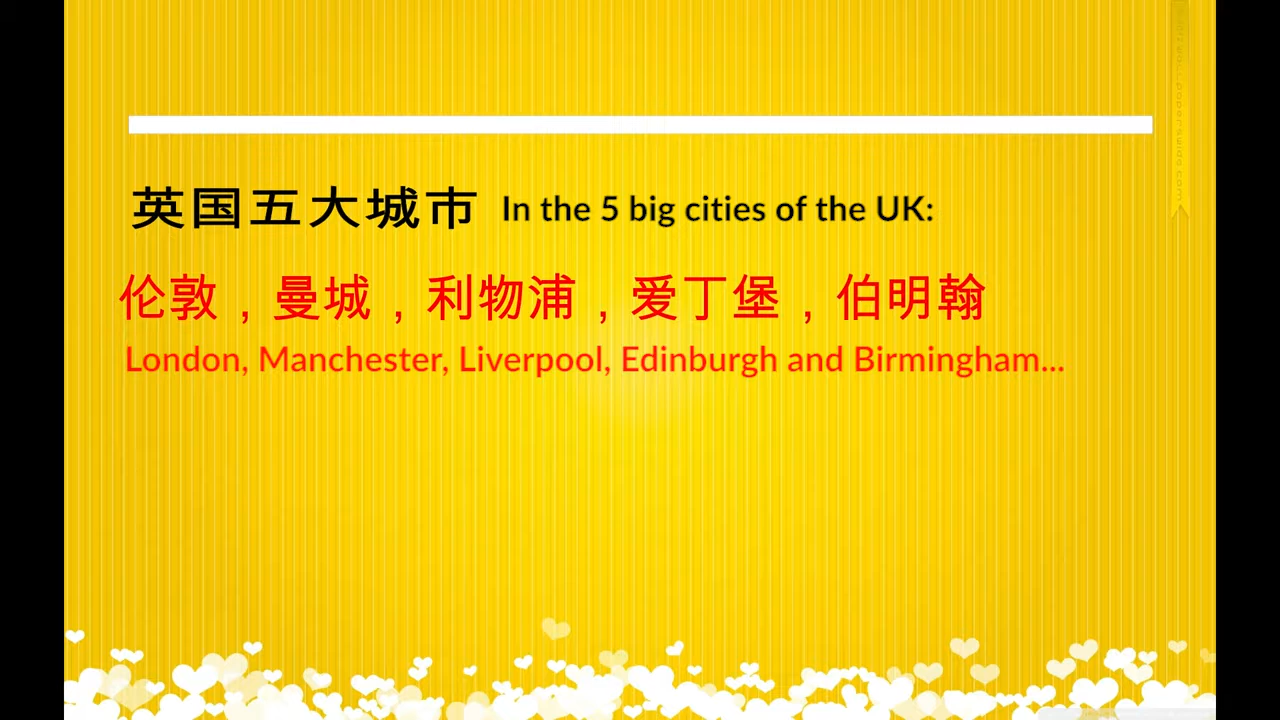 英国五大城市 In the 5 big cities of the UK:
伦敦，曼城，利物浦，爱丁堡，伯明翰
London, Manchester, Liverpool, Edinburgh and Birmingham...